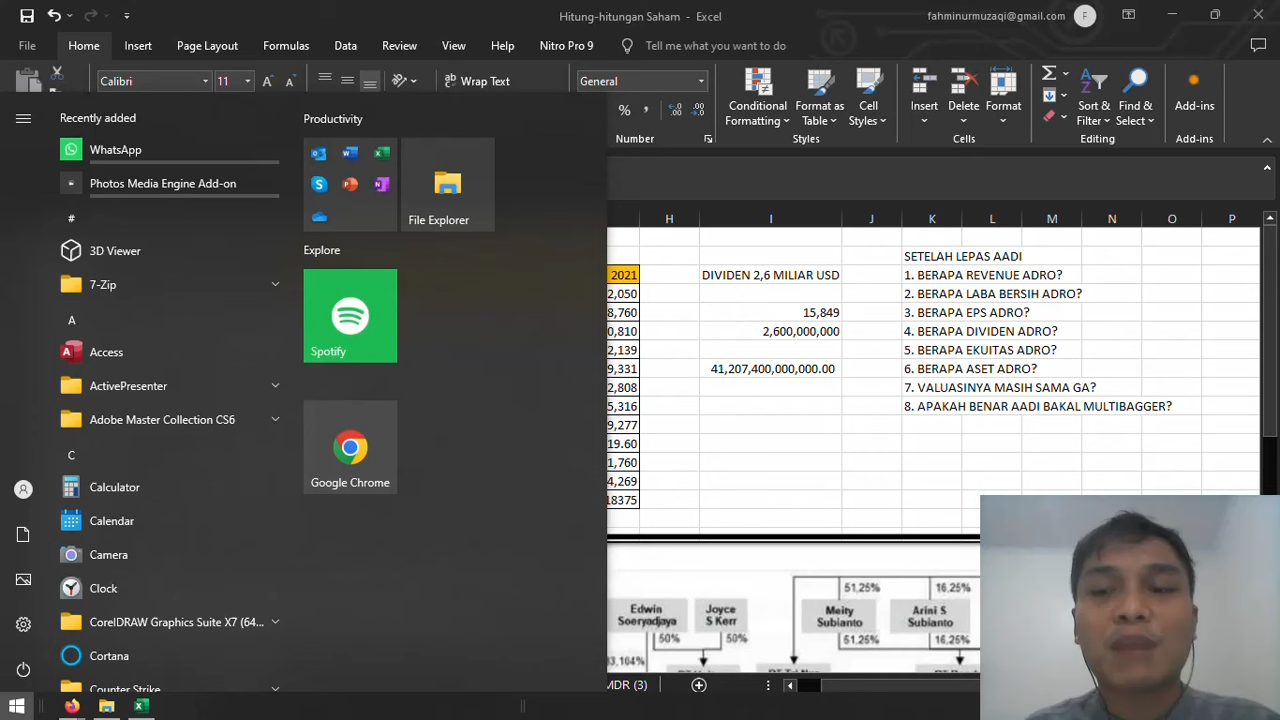 Hitung-hitungan Saham - Excel
fahminurmuzaqi@gmail.com
F
File
Home
Insert
Page Layout
Formulas
Data
Review
View
Help
Nitro Pro 9
Tell me what you want to do
Calibri
11
Wrap Text
General
Conditional Formatting
Format as Table
Cell Styles
Insert
Delete
Format
Sort & Filter
Find & Select
Add-ins
Number
Styles
Cells
Editing
Add-ins
Recently added
WhatsApp
Photos Media Engine Add-on
#
3D Viewer
7-Zip
A
Access
ActivePresenter
Adobe Master Collection CS6
C
Calculator
Calendar
Camera
Clock
CorelDRAW Graphics Suite X7 (64...
Cortana
Counter Strike
Productivity
File Explorer
Explore
Spotify
Google Chrome
H I J K L M N O P
2021
2,050
8,760
0,810
2,139
9,331
2,808
5,316
9,277
19.60
1,760
4,269
18375
DIVIDEN 2,6 MILIAR USD
15,849
2,600,000,000
41,207,400,000,000.00
SETELAH LEPAS AADI
1. BERAPA REVENUE ADRO?
2. BERAPA LABA BERSIH ADRO?
3. BERAPA EPS ADRO?
4. BERAPA DIVIDEN ADRO?
5. BERAPA EKUITAS ADRO?
6. BERAPA ASET ADRO?
7. VALUASINYA MASIH SAMA GA?
8. APAKAH BENAR AADI BAKAL MULTIBAGGER?
51,25%
16,25%
Edwin Soeryadjaya
Joyce S Kerr
Meity Subianto
Arini S Subianto
50%
50%
51,25%
16,25%
33,104%
MDR (3)